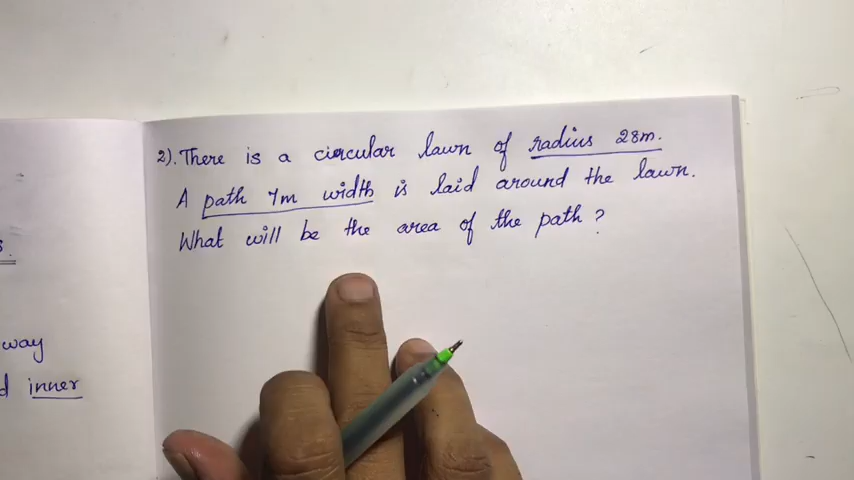 2). There is a circular lawn of radius 28m.
A path 7m width is laid around the lawn.
What will be the area of the path?
way
inner